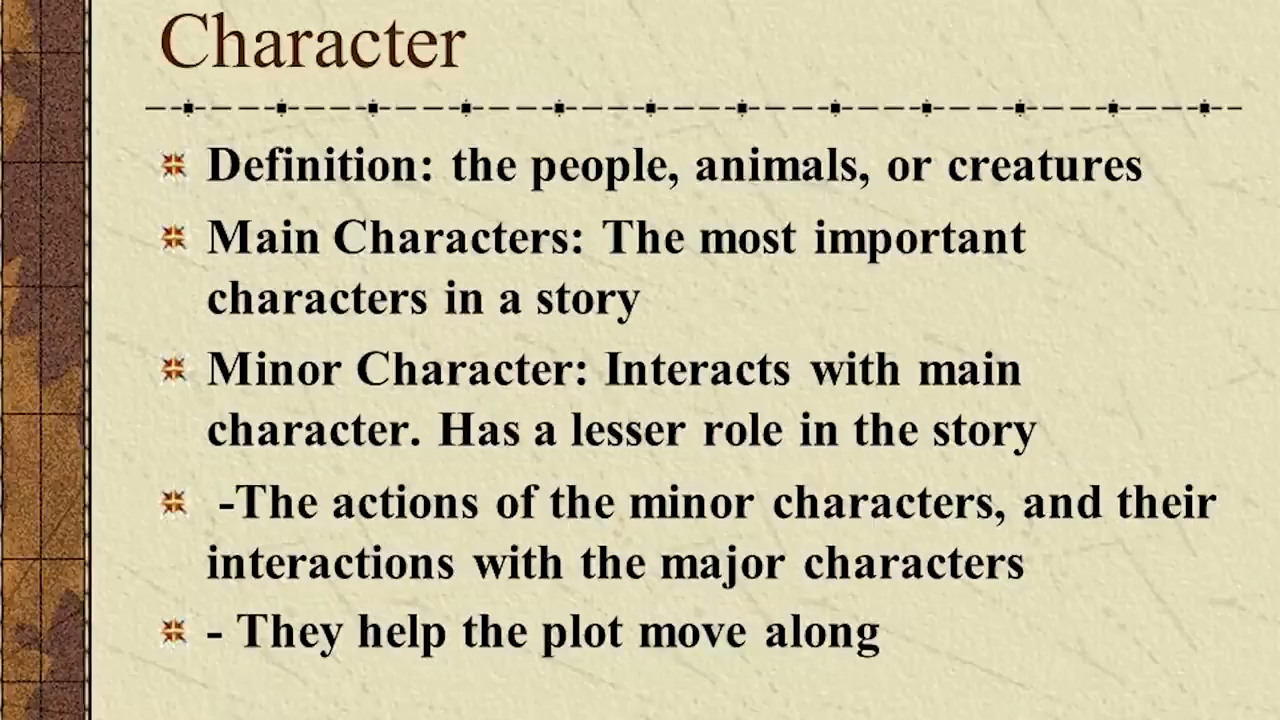 Character
Definition: the people, animals, or creatures
Main Characters: The most important
characters in a story
Minor Character: Interacts with main
character. Has a lesser role in the story
-The actions of the minor characters, and their
interactions with the major characters
- They help the plot move along